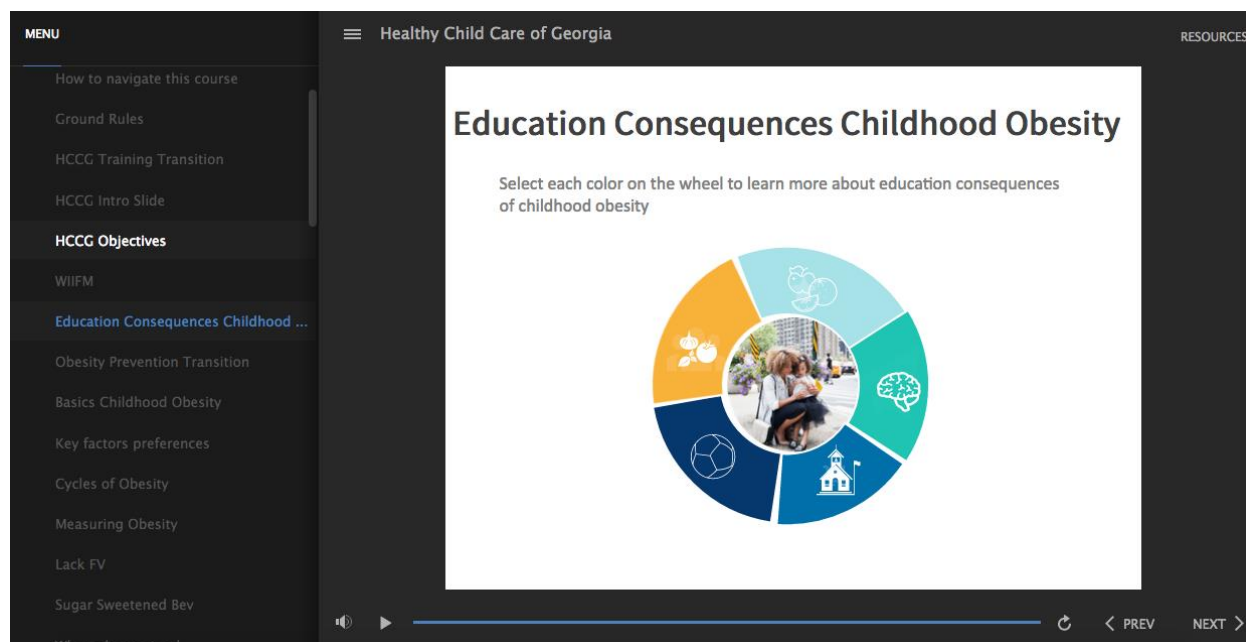 MENU
How to navigate this course
Ground Rules
HCCG Training Transition
HCCG Intro Slide
HCCG Objectives
WIIFM
Education Consequences Childhood ...
Obesity Prevention Transition
Basics Childhood Obesity
Key factors preferences
Cycles of Obesity
Measuring Obesity
Lack FV
Sugar Sweetened Bev
Healthy Child Care of Georgia
RESOURCES
Education Consequences Childhood Obesity
Select each color on the wheel to learn more about education consequences
of childhood obesity
PREV
NEXT